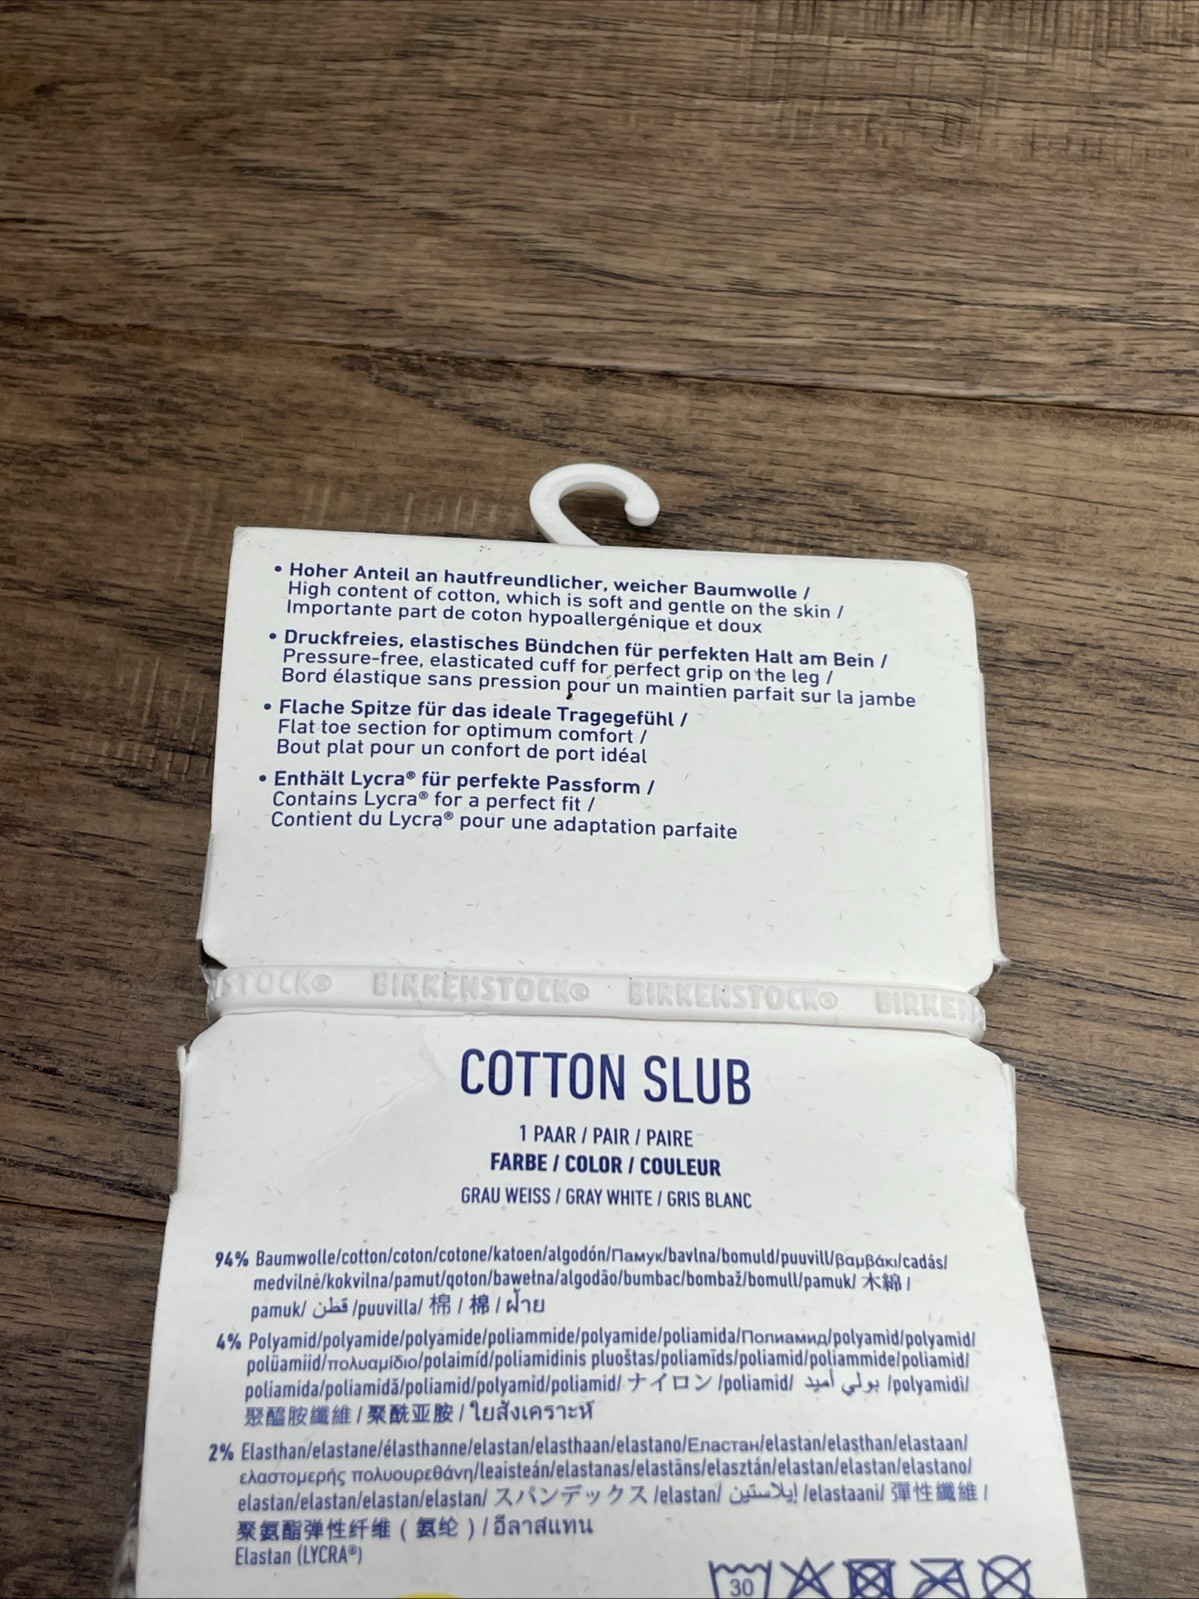 • Hoher Anteil an hautfreundlicher, weicher Baumwolle /
High content of cotton, which is soft and gentle on the skin /
Importante part de coton hypoallergénique et doux
• Druckfreies, elastisches Bündchen für perfekten Halt am Bein /
Pressure-free, elasticated cuff for perfect grip on the leg /
Bord élastique sans pression pour un maintien parfait sur la jambe
• Flache Spitze für das ideale Tragegefühl /
Flat toe section for optimum comfort /
Bout plat pour un confort de port idéal
• Enthält Lycra® für perfekte Passform /
Contains Lycra® for a perfect fit /
Contient du Lycra® pour une adaptation parfaite
STOCK® BIRKENSTOCK® BIRKENSTOCK® BIRKEN
COTTON SLUB
1 PAAR / PAIR / PAIRE
FARBE / COLOR / COULEUR
GRAU WEISS / GRAY WHITE / GRIS BLANC
94% Baumwolle/cotton/coton/cotone/katoen/algodón/Памук/bavlna/bomuld/puuvill/βαμβάκι/cadás/
medvilnė/kokvilna/pamut/qoton/bawełna/algodão/bumbac/bombaž/bomull/pamuk/ 木綿 /
pamuk/ قطن /puuvilla/ 棉 / 棉 / ฝ้าย
4% Polyamid/polyamide/polyamide/poliammide/polyamide/poliamida/Полиамид/polyamid/polyamid/
polüamiid/πολυαμίδιο/polaimíd/poliamidinis pluoštas/poliamīds/poliamid/poliammide/poliamid/
poliamida/poliamidă/poliamid/polyamid/poliamid/ ナイロン /poliamid/ بولي أميد /polyamidi/
聚醯胺纖維 / 聚酰亚胺 / ใยสังเคราะห์
2% Elasthan/elastane/élasthanne/elastan/elasthaan/elastano/Еластан/elastan/elasthan/elastaan/
ελαστομερής πολυουρεθάνη/leaisteán/elastanas/elastāns/elasztán/elastan/elastan/elastano/
elastan/elastan/elastan/elastan/ スパンデックス /elastan/ إيلاستين /elastaani/ 彈性纖維 /
聚氨酯弹性纤维 ( 氨纶 ) / อีลาสแทน
Elastan (LYCRA®)
30